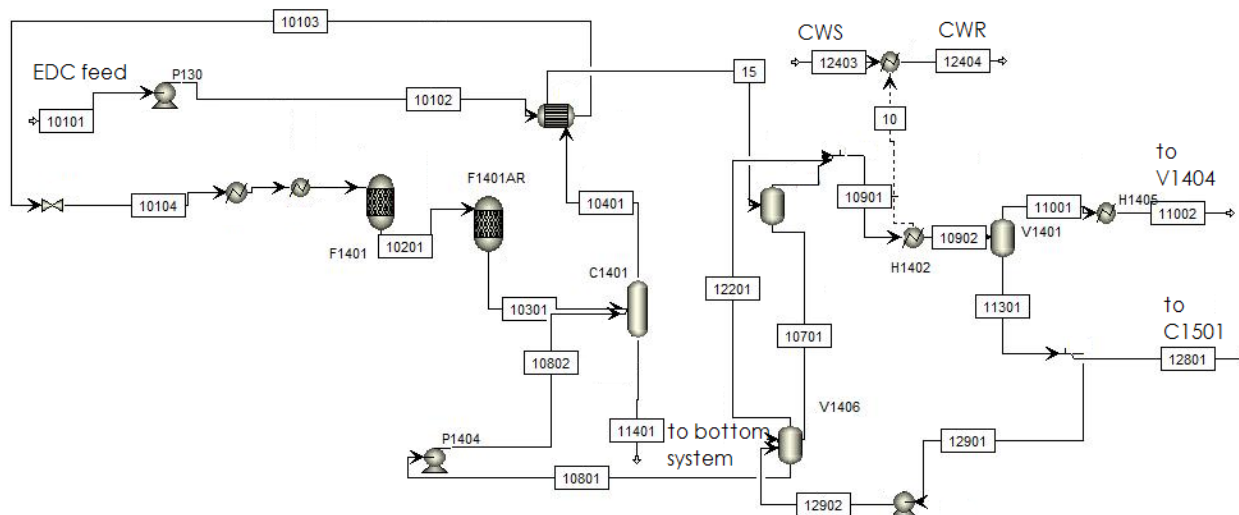 10103
CWS
CWR
12403
12404
EDC feed
P130
15
10101
10102
10
to
V1404
F1401AR
10104
10401
10901
11001
H1405
11002
V1401
10201
F1401
10902
H1402
C1401
12201
11301
10301
to
C1501
10701
10802
12801
V1406
11401
to bottom
system
P1404
12901
10801
12902